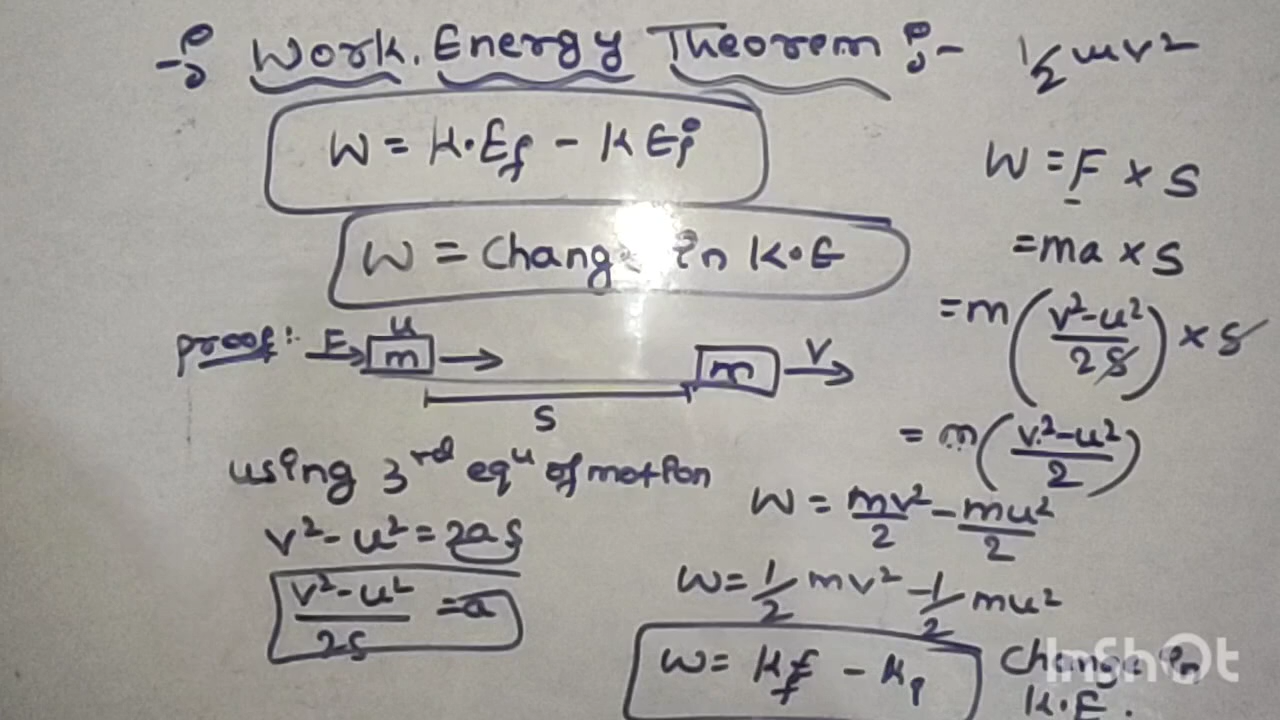 -: Work. Energy Theorem :-
W = K.Ef - KEi
W = Change in K.E
proof:- F u m m V
S
using 3rd equ of motion
v²-u² = 2as
v²-u²/2s = a
½ mv²
W = F x S
= ma x S
= m(v²-u²/2s) x s
= m(v²-u²/2)
W = mv²/2 - mu²/2
W = ½ mv² - ½ mu²
W = Kf - Ki
Change in
K.E.
InShOt